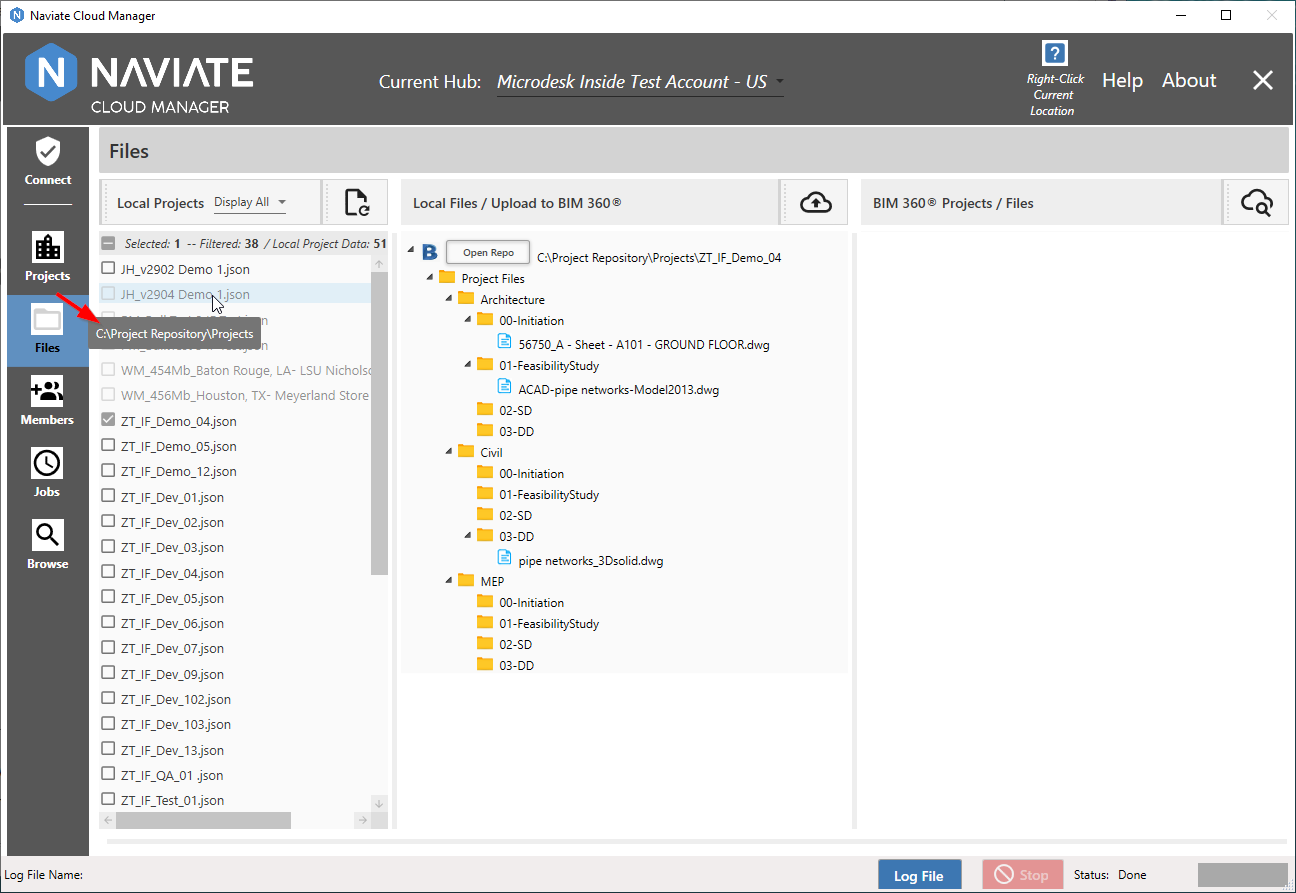 Naviate Cloud Manager
NAVIATE
CLOUD MANAGER
Current Hub: Microdesk Inside Test Account - US
?
Right-Click
Current
Location
Help
About
Connect
Projects
Files
Members
Jobs
Browse
Files
Local Projects Display All
Selected: 1 -- Filtered: 38 / Local Project Data: 51
JH_v2902 Demo 1.json
JH_v2904 Demo 1.json
C:\Project Repository\Projects
WM_454Mb_Baton Rouge, LA- LSU Nicholso
WM_456Mb_Houston, TX- Meyerland Store
ZT_IF_Demo_04.json
ZT_IF_Demo_05.json
ZT_IF_Demo_12.json
ZT_IF_Dev_01.json
ZT_IF_Dev_02.json
ZT_IF_Dev_03.json
ZT_IF_Dev_04.json
ZT_IF_Dev_05.json
ZT_IF_Dev_06.json
ZT_IF_Dev_07.json
ZT_IF_Dev_09.json
ZT_IF_Dev_102.json
ZT_IF_Dev_103.json
ZT_IF_Dev_13.json
ZT_IF_QA_01 .json
ZT_IF_Test_01.json
Local Files / Upload to BIM 360®
B Open Repo C:\Project Repository\Projects\ZT_IF_Demo_04
Project Files
Architecture
00-Initiation
56750_A - Sheet - A101 - GROUND FLOOR.dwg
01-FeasibilityStudy
ACAD-pipe networks-Model2013.dwg
02-SD
03-DD
Civil
00-Initiation
01-FeasibilityStudy
02-SD
03-DD
pipe networks_3Dsolid.dwg
MEP
00-Initiation
01-FeasibilityStudy
02-SD
03-DD
BIM 360® Projects / Files
Log File Name:
Log File
Stop
Status: Done